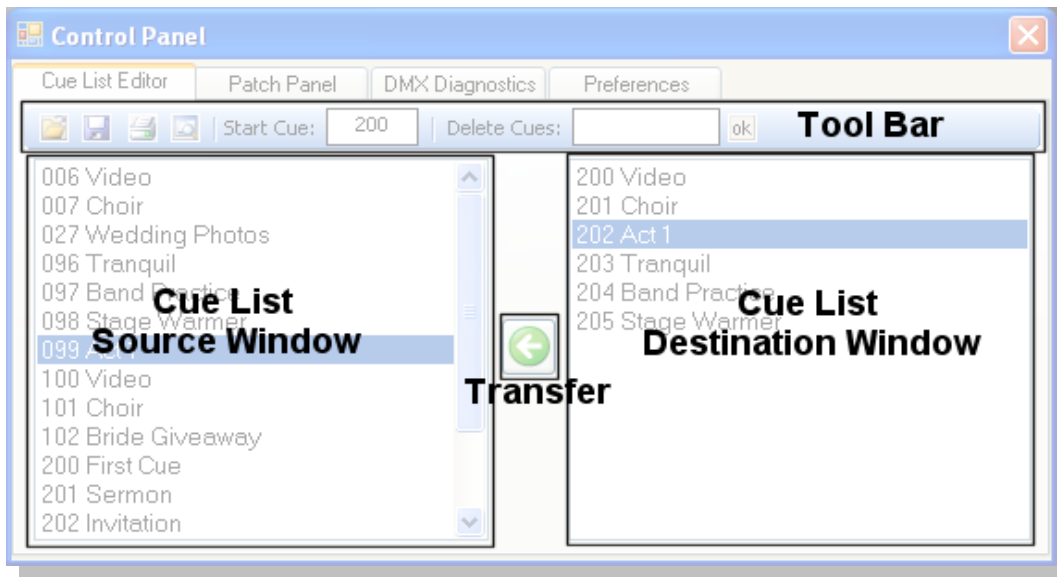 Control Panel
Cue List Editor Patch Panel DMX Diagnostics Preferences
Start Cue: 200 Delete Cues: ok Tool Bar
006 Video
007 Choir
027 Wedding Photos
096 Tranquil
097 Band Practice
098 Stage Warmer
099 Act 1
100 Video
101 Choir
102 Bride Giveaway
200 First Cue
201 Sermon
202 Invitation
Cue List
Source Window
Transfer
200 Video
201 Choir
202 Act 1
203 Tranquil
204 Band Practice
205 Stage Warmer
Cue List
Destination Window